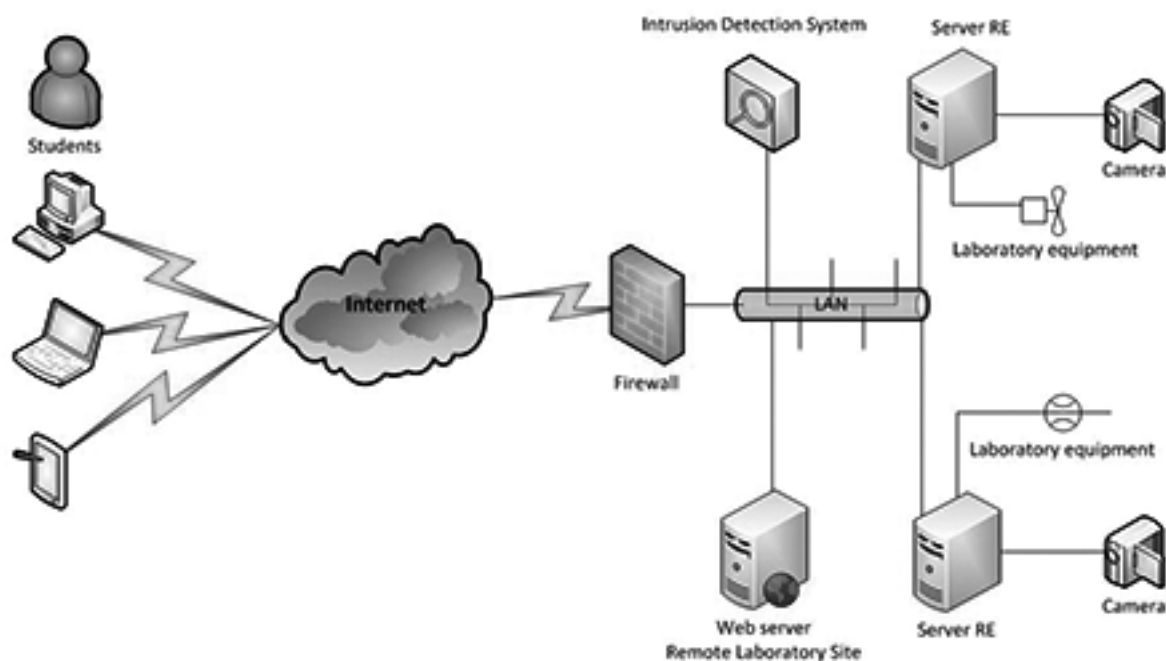 Intrusion Detection System
Server RE
Students
Camera
Laboratory equipment
Internet
LAN
Firewall
Laboratory equipment
Web server
Remote Laboratory Site
Server RE
Camera